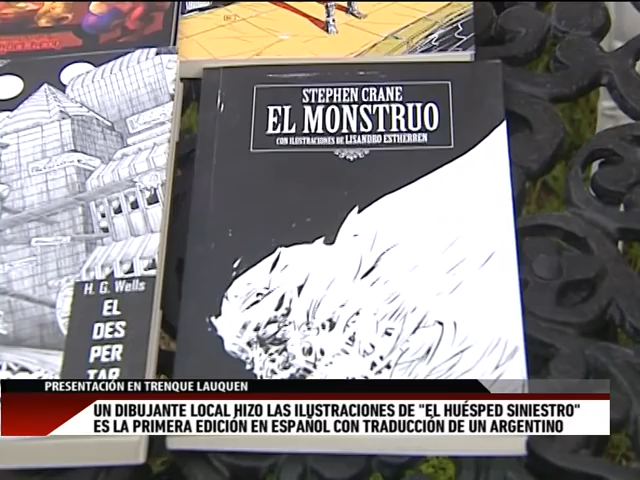 STEPHEN CRANE
EL MONSTRUO
CON ILUSTRACIONES DE LISANDRO ESTHERREN
H. G. Wells
EL
DES
PER
TAR
PRESENTACIÓN EN TRENQUE LAUQUEN
UN DIBUJANTE LOCAL HIZO LAS ILUSTRACIONES DE "EL HUÉSPED SINIESTRO"
ES LA PRIMERA EDICIÓN EN ESPAÑOL CON TRADUCCIÓN DE UN ARGENTINO